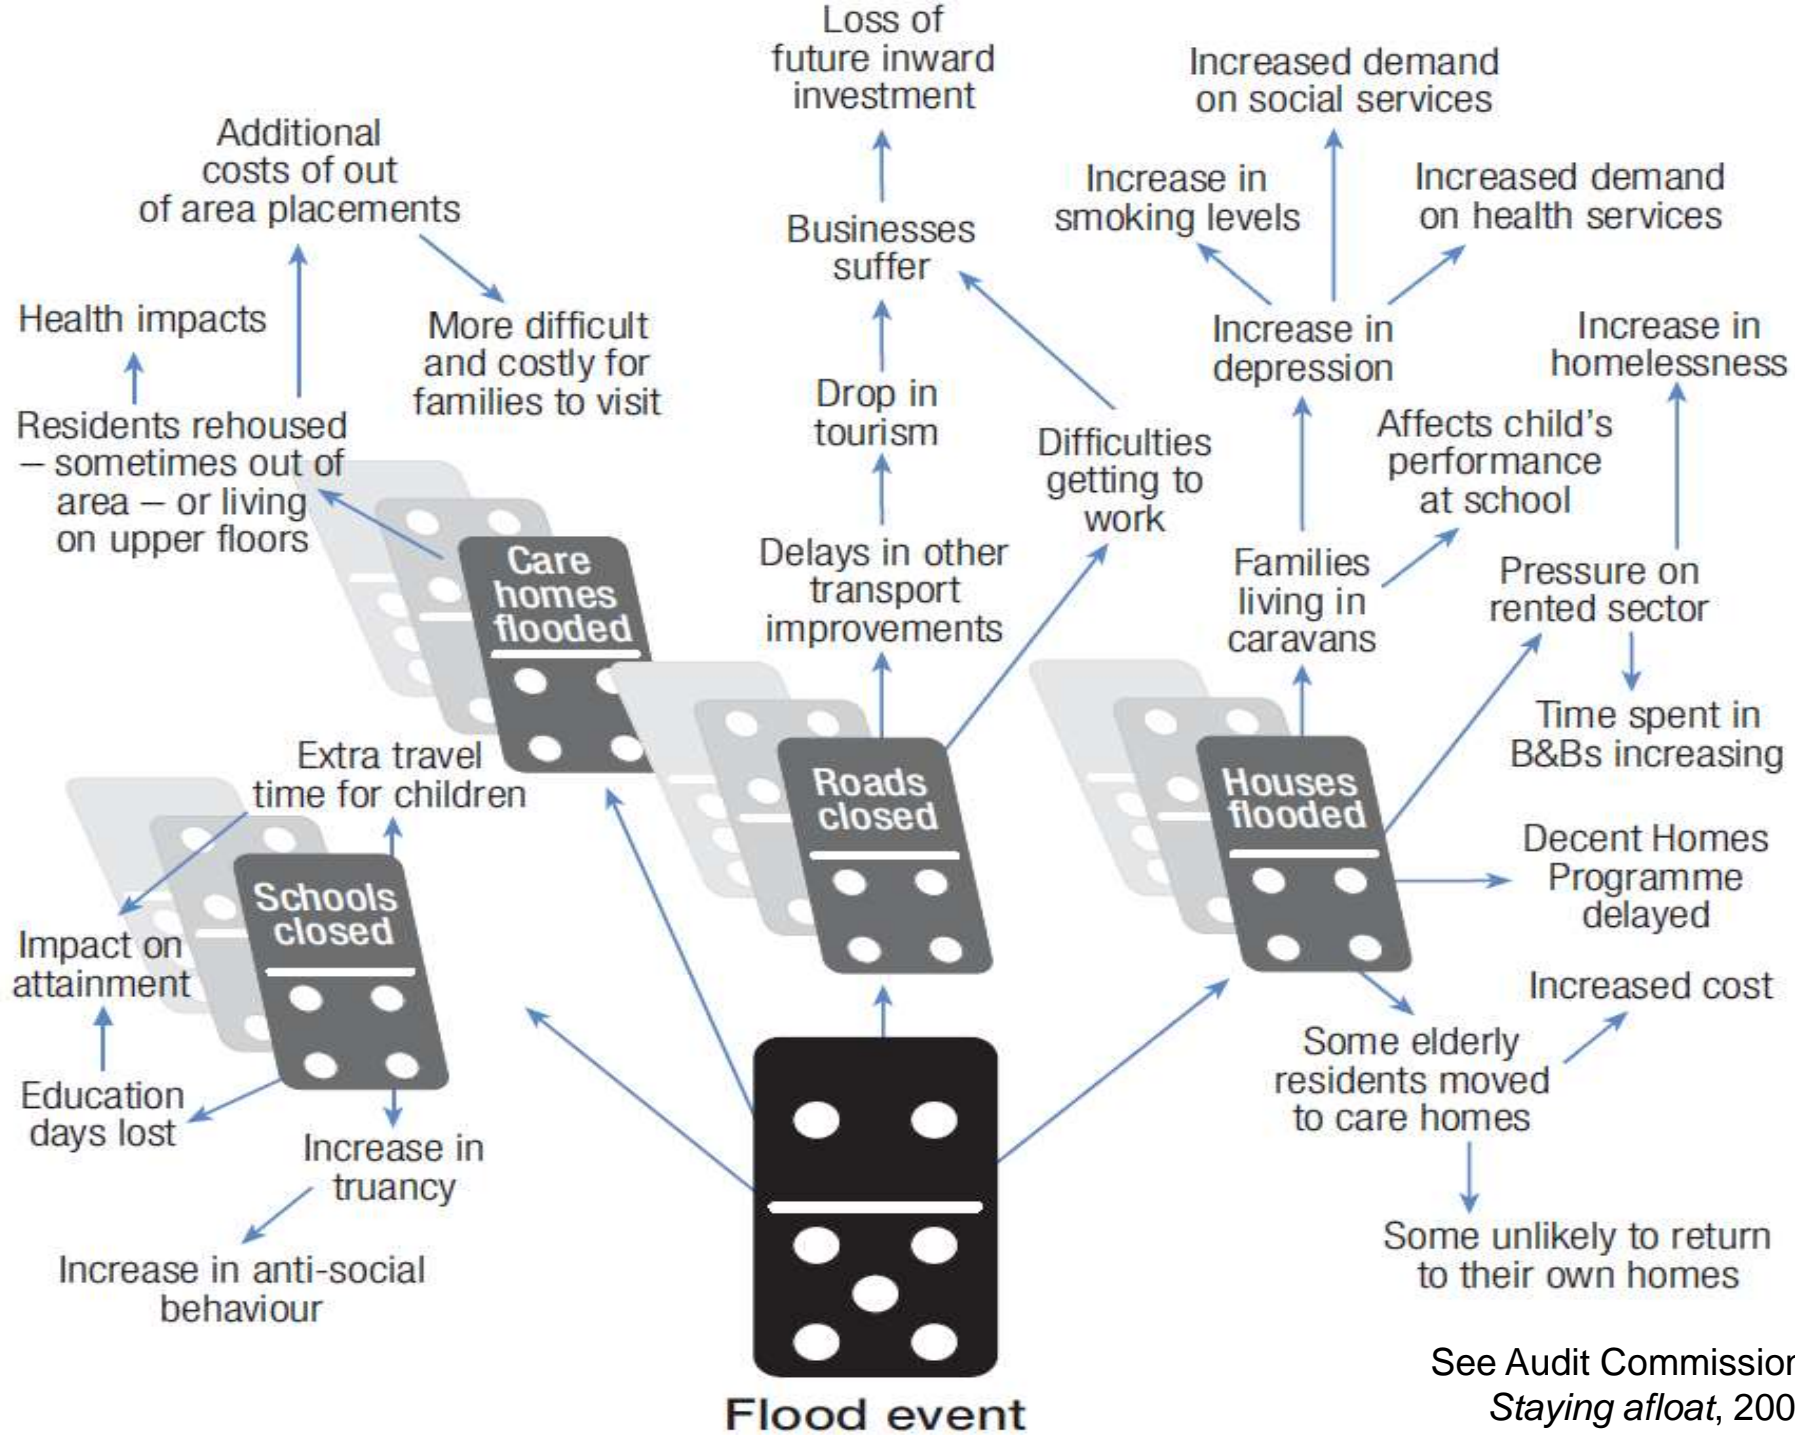 Loss of
future inward
investment
Increased demand
on social services
Additional
costs of out
of area placements
Increase in
smoking levels
Increased demand
on health services
Businesses
suffer
Health impacts
More difficult
and costly for
families to visit
Increase in
depression
Increase in
homelessness
Residents rehoused
– sometimes out of
area – or living
on upper floors
Drop in
tourism
Difficulties
getting to
work
Affects child's
performance
at school
Care
homes
flooded
Delays in other
transport
improvements
Families
living in
caravans
Pressure on
rented sector
Time spent in
B&Bs increasing
Extra travel
time for children
Roads
closed
Houses
flooded
Decent Homes
Programme
delayed
Schools
closed
Impact on
attainment
Increased cost
Some elderly
residents moved
to care homes
Education
days lost
Increase in
truancy
Some unlikely to return
to their own homes
Increase in anti-social
behaviour
Flood event
See Audit Commission
Staying afloat, 200